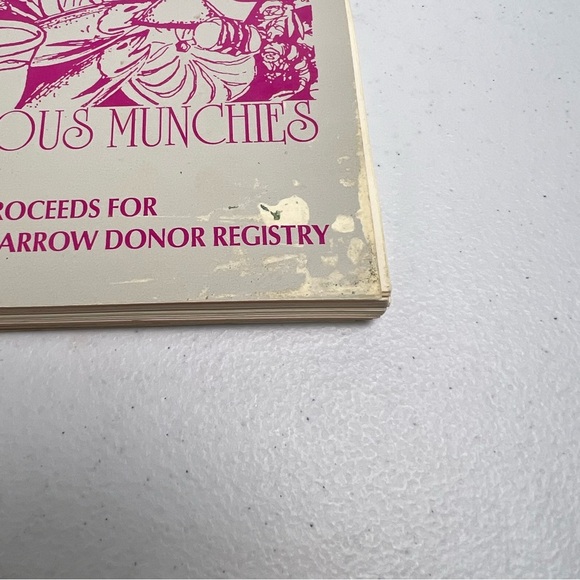 OUS MUNCHIES
ROCEEDS FOR
ARROW DONOR REGISTRY